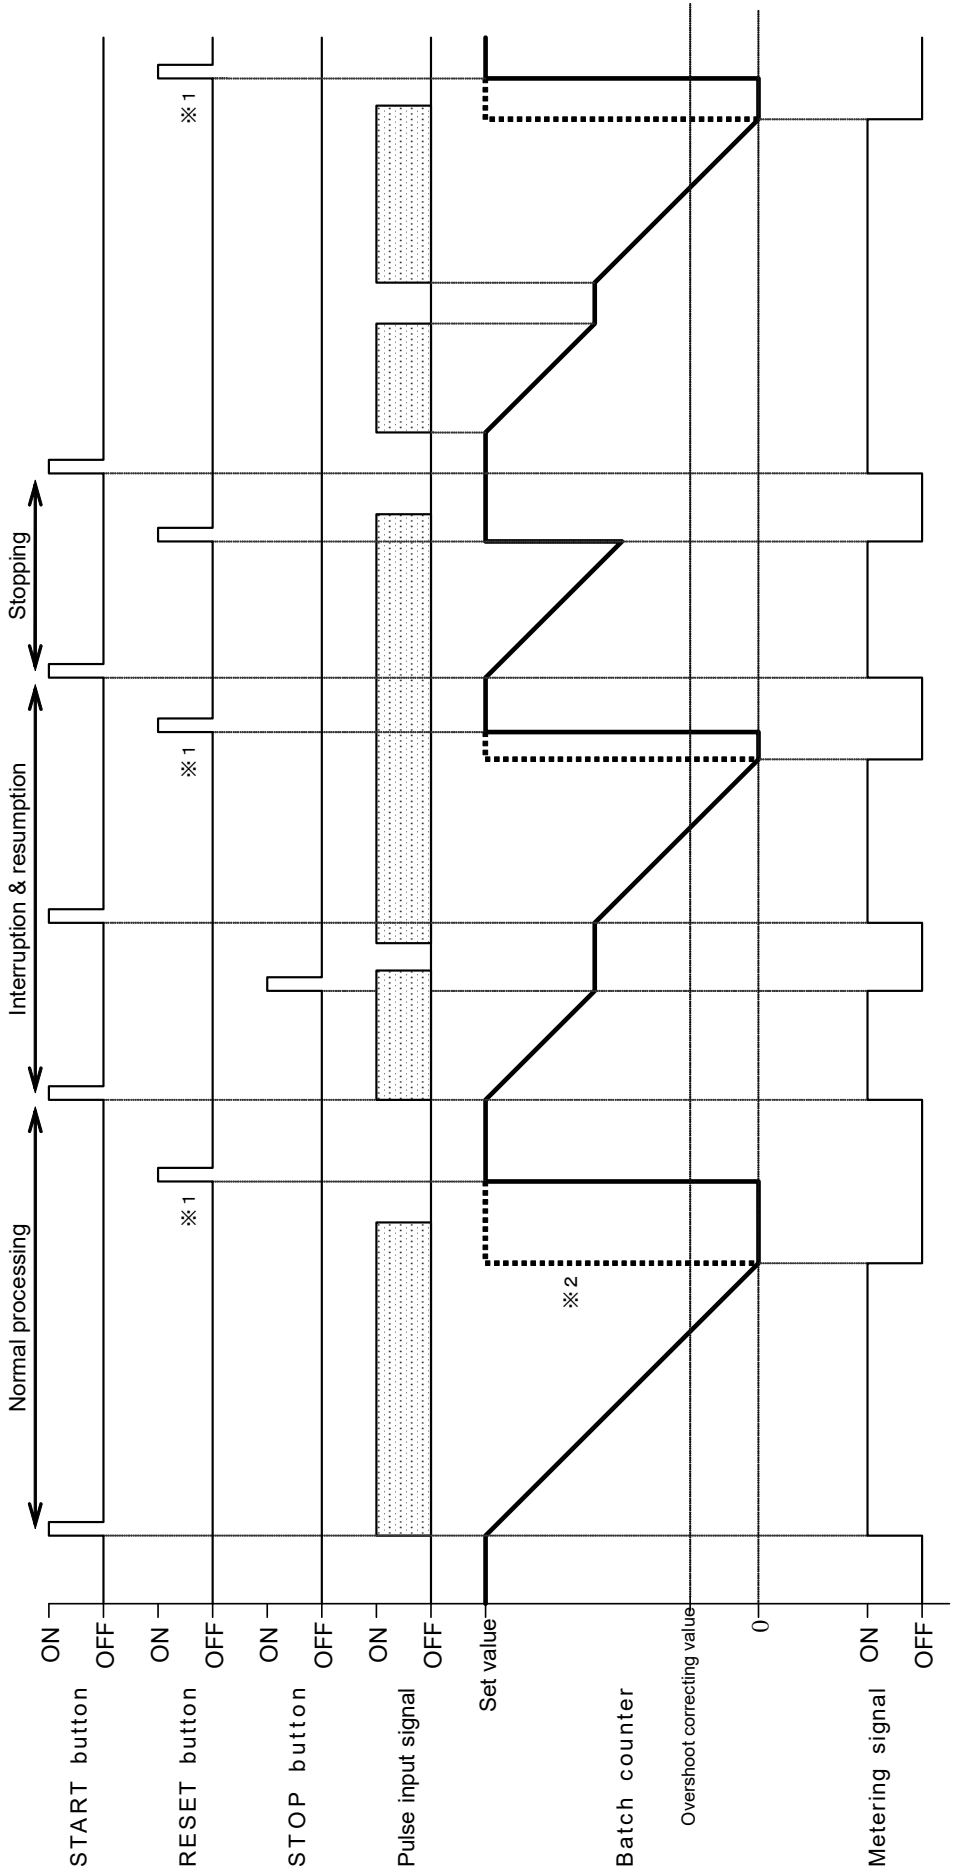 Normal processing
Interruption & resumption
Stopping
START button
ON
OFF
RESET button
ON
OFF
※1
※1
※1
STOP button
ON
OFF
Pulse input signal
ON
OFF
Set value
Batch counter
※2
Overshoot correcting value
0
Metering signal
ON
OFF